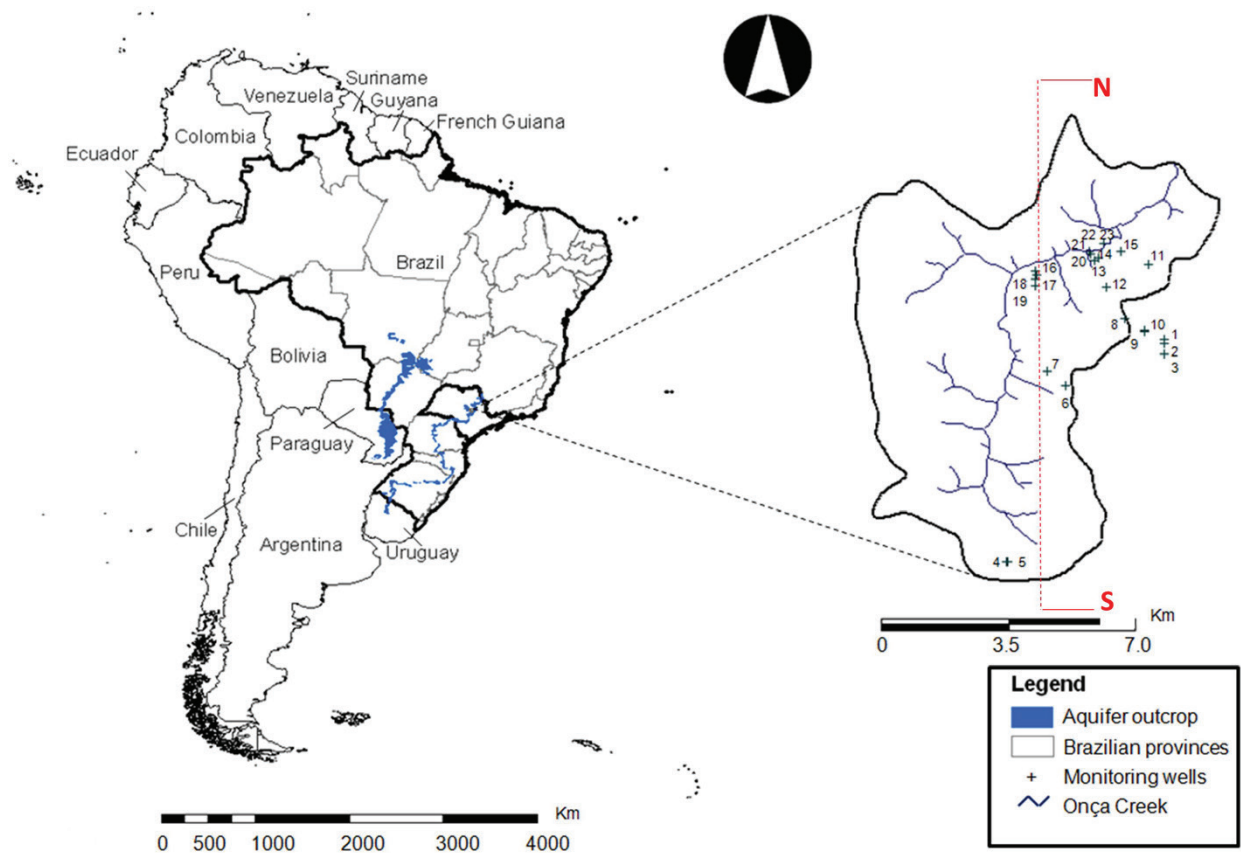 Suriname
Venezuela
Guyana
French Guiana
Colombia
Ecuador
Peru
Brazil
Bolivia
Paraguay
Chile
Argentina
Uruguay
Km
0 500 1000 2000 3000 4000
N
22 23
21 14 15
20 13 11
16
18 17 12
19
8 10
9 1
2
3
7
6
4 5
S
Km
0 3.5 7.0
Legend
Aquifer outcrop
Brazilian provinces
Monitoring wells
Onça Creek